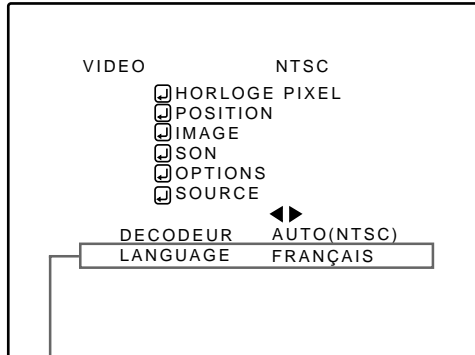 VIDEO NTSC
HORLOGE PIXEL
POSITION
IMAGE
SON
OPTIONS
SOURCE
DECODEUR AUTO(NTSC)
LANGUAGE FRANÇAIS